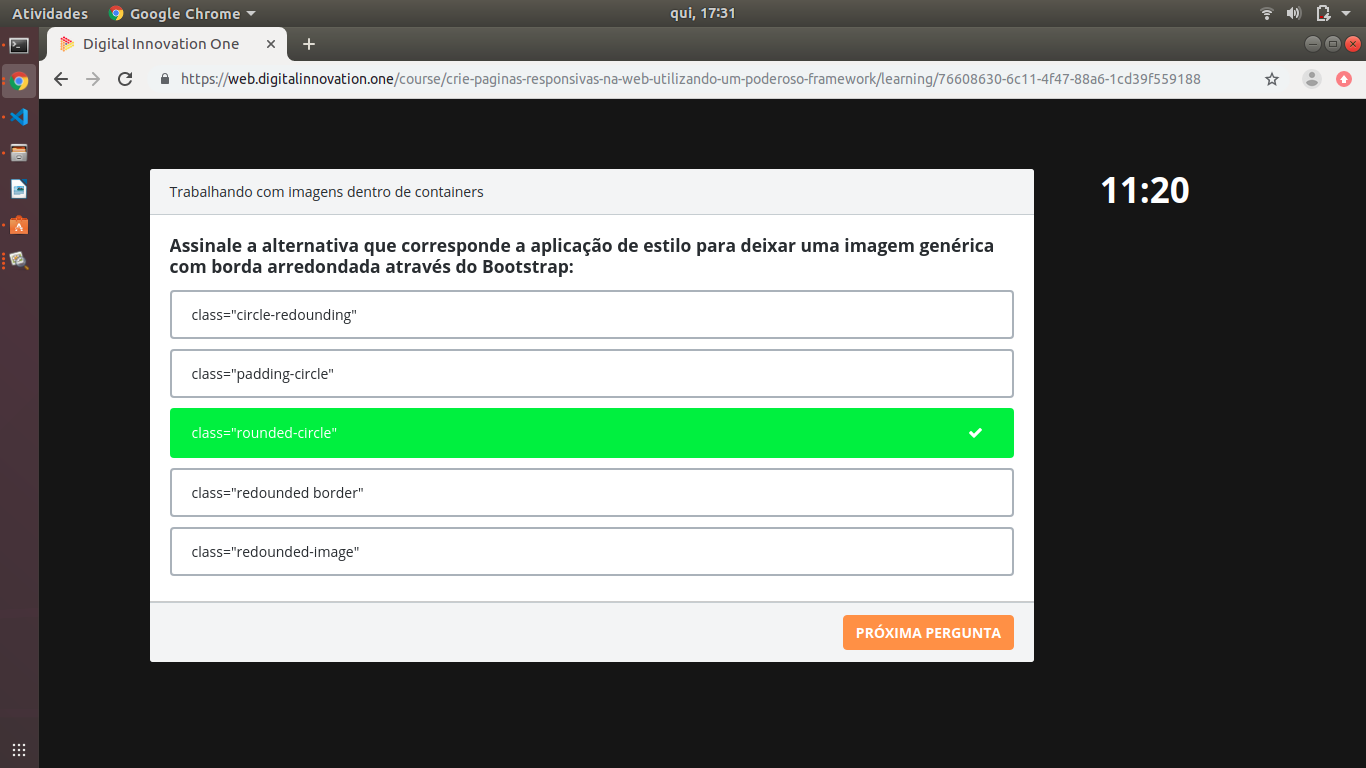 Atividades
Google Chrome
qui, 17:31
Digital Innovation One
https://web.digitalinnovation.one/course/crie-paginas-responsivas-na-web-utilizando-um-poderoso-framework/learning/76608630-6c11-4f47-88a6-1cd39f559188
Trabalhando com imagens dentro de containers
11:20
Assinale a alternativa que corresponde a aplicação de estilo para deixar uma imagem genérica
com borda arredondada através do Bootstrap:
class="circle-redounding"
class="padding-circle"
class="rounded-circle"
class="redounded border"
class="redounded-image"
PRÓXIMA PERGUNTA